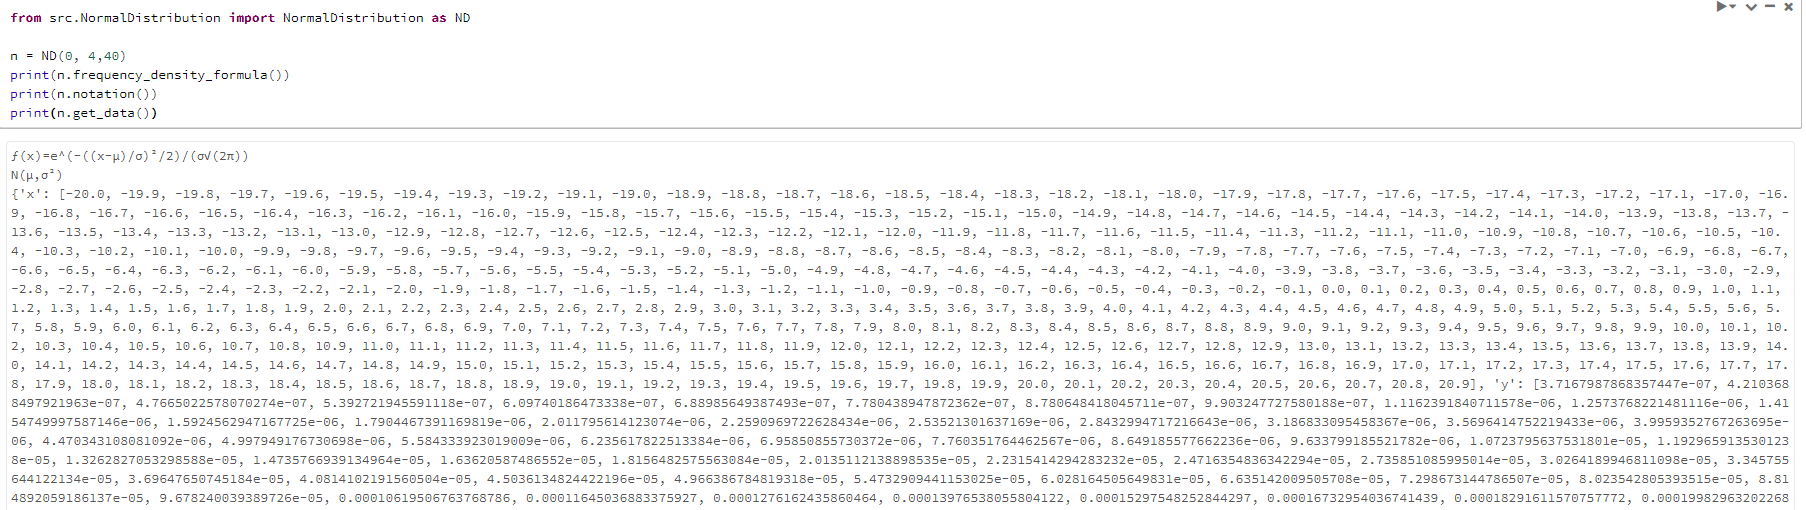 from src.NormalDistribution import NormalDistribution as ND
n = ND(0, 4,40)
print(n.frequency_density_formula())
print(n.notation())
print(n.get_data())
ƒ(x)=e^(-((x-μ)/σ)²/2)/(σ√(2π))
N(μ,σ²)
{'x': [-20.0, -19.9, -19.8, -19.7, -19.6, -19.5, -19.4, -19.3, -19.2, -19.1, -19.0, -18.9, -18.8, -18.7, -18.6, -18.5, -18.4, -18.3, -18.2, -18.1, -18.0, -17.9, -17.8, -17.7, -17.6, -17.5, -17.4, -17.3, -17.2, -17.1, -17.0, -16.
9, -16.8, -16.7, -16.6, -16.5, -16.4, -16.3, -16.2, -16.1, -16.0, -15.9, -15.8, -15.7, -15.6, -15.5, -15.4, -15.3, -15.2, -15.1, -15.0, -14.9, -14.8, -14.7, -14.6, -14.5, -14.4, -14.3, -14.2, -14.1, -14.0, -13.9, -13.8, -13.7, -
13.6, -13.5, -13.4, -13.3, -13.2, -13.1, -13.0, -12.9, -12.8, -12.7, -12.6, -12.5, -12.4, -12.3, -12.2, -12.1, -12.0, -11.9, -11.8, -11.7, -11.6, -11.5, -11.4, -11.3, -11.2, -11.1, -11.0, -10.9, -10.8, -10.7, -10.6, -10.5, -10.
4, -10.3, -10.2, -10.1, -10.0, -9.9, -9.8, -9.7, -9.6, -9.5, -9.4, -9.3, -9.2, -9.1, -9.0, -8.9, -8.8, -8.7, -8.6, -8.5, -8.4, -8.3, -8.2, -8.1, -8.0, -7.9, -7.8, -7.7, -7.6, -7.5, -7.4, -7.3, -7.2, -7.1, -7.0, -6.9, -6.8, -6.7,
-6.6, -6.5, -6.4, -6.3, -6.2, -6.1, -6.0, -5.9, -5.8, -5.7, -5.6, -5.5, -5.4, -5.3, -5.2, -5.1, -5.0, -4.9, -4.8, -4.7, -4.6, -4.5, -4.4, -4.3, -4.2, -4.1, -4.0, -3.9, -3.8, -3.7, -3.6, -3.5, -3.4, -3.3, -3.2, -3.1, -3.0, -2.9,
-2.8, -2.7, -2.6, -2.5, -2.4, -2.3, -2.2, -2.1, -2.0, -1.9, -1.8, -1.7, -1.6, -1.5, -1.4, -1.3, -1.2, -1.1, -1.0, -0.9, -0.8, -0.7, -0.6, -0.5, -0.4, -0.3, -0.2, -0.1, 0.0, 0.1, 0.2, 0.3, 0.4, 0.5, 0.6, 0.7, 0.8, 0.9, 1.0, 1.1,
1.2, 1.3, 1.4, 1.5, 1.6, 1.7, 1.8, 1.9, 2.0, 2.1, 2.2, 2.3, 2.4, 2.5, 2.6, 2.7, 2.8, 2.9, 3.0, 3.1, 3.2, 3.3, 3.4, 3.5, 3.6, 3.7, 3.8, 3.9, 4.0, 4.1, 4.2, 4.3, 4.4, 4.5, 4.6, 4.7, 4.8, 4.9, 5.0, 5.1, 5.2, 5.3, 5.4, 5.5, 5.6, 5.
7, 5.8, 5.9, 6.0, 6.1, 6.2, 6.3, 6.4, 6.5, 6.6, 6.7, 6.8, 6.9, 7.0, 7.1, 7.2, 7.3, 7.4, 7.5, 7.6, 7.7, 7.8, 7.9, 8.0, 8.1, 8.2, 8.3, 8.4, 8.5, 8.6, 8.7, 8.8, 8.9, 9.0, 9.1, 9.2, 9.3, 9.4, 9.5, 9.6, 9.7, 9.8, 9.9, 10.0, 10.1, 10.
2, 10.3, 10.4, 10.5, 10.6, 10.7, 10.8, 10.9, 11.0, 11.1, 11.2, 11.3, 11.4, 11.5, 11.6, 11.7, 11.8, 11.9, 12.0, 12.1, 12.2, 12.3, 12.4, 12.5, 12.6, 12.7, 12.8, 12.9, 13.0, 13.1, 13.2, 13.3, 13.4, 13.5, 13.6, 13.7, 13.8, 13.9, 14.
0, 14.1, 14.2, 14.3, 14.4, 14.5, 14.6, 14.7, 14.8, 14.9, 15.0, 15.1, 15.2, 15.3, 15.4, 15.5, 15.6, 15.7, 15.8, 15.9, 16.0, 16.1, 16.2, 16.3, 16.4, 16.5, 16.6, 16.7, 16.8, 16.9, 17.0, 17.1, 17.2, 17.3, 17.4, 17.5, 17.6, 17.7, 17.
8, 17.9, 18.0, 18.1, 18.2, 18.3, 18.4, 18.5, 18.6, 18.7, 18.8, 18.9, 19.0, 19.1, 19.2, 19.3, 19.4, 19.5, 19.6, 19.7, 19.8, 19.9, 20.0, 20.1, 20.2, 20.3, 20.4, 20.5, 20.6, 20.7, 20.8, 20.9], 'y': [3.7167987868357447e-07, 4.210368
8497921963e-07, 4.7665022578070274e-07, 5.392721945591118e-07, 6.09740186473338e-07, 6.88985649387493e-07, 7.780438947872362e-07, 8.780648418045711e-07, 9.903247727580188e-07, 1.1162391840711578e-06, 1.2573768221481116e-06, 1.41
54749997587146e-06, 1.5924562947167725e-06, 1.7904467391169819e-06, 2.011795614123074e-06, 2.2590969722628434e-06, 2.53521301637169e-06, 2.8432994717216643e-06, 3.186833095458367e-06, 3.5696414752219433e-06, 3.9959352767263695e-
06, 4.470343108081092e-06, 4.997949176730698e-06, 5.584333923019009e-06, 6.235617822513384e-06, 6.95850855730372e-06, 7.760351764462567e-06, 8.649185577662236e-06, 9.633799185521782e-06, 1.0723795637531801e-05, 1.192965913530123
8e-05, 1.3262827053298588e-05, 1.4735766939134964e-05, 1.63620587486552e-05, 1.8156482575563084e-05, 2.0135112138898535e-05, 2.2315414294283232e-05, 2.4716354836342294e-05, 2.735851085995014e-05, 3.0264189946811098e-05, 3.345755
644122134e-05, 3.69647650745184e-05, 4.0814102191560504e-05, 4.5036134824422196e-05, 4.966386784819318e-05, 5.4732909441153025e-05, 6.028164505649831e-05, 6.635142009505708e-05, 7.298673144786507e-05, 8.023542805393515e-05, 8.81
4892059186137e-05, 9.678240039389726e-05, 0.00010619506763768786, 0.00011645036883375927, 0.0001276162435860464, 0.00013976538055804122, 0.00015297548252844297, 0.00016732954036741439, 0.00018291611570757772, 0.00019982963202268